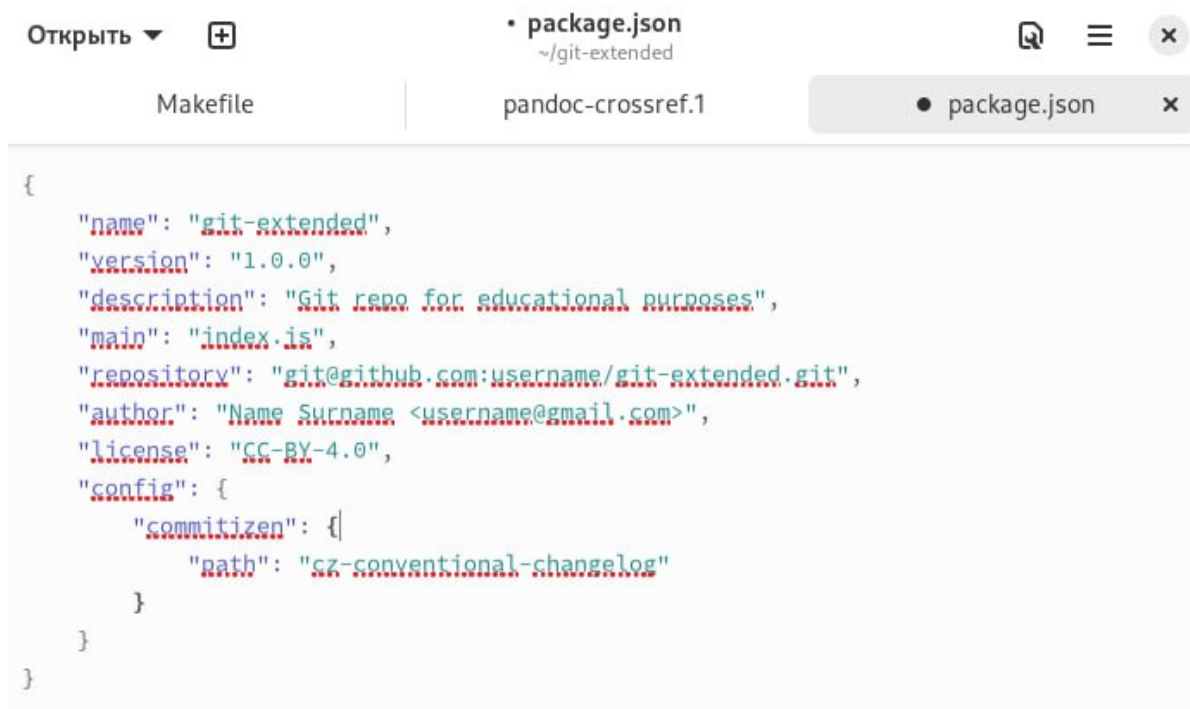 Открыть
• package.json
~/git-extended
Makefile
pandoc-crossref.1
● package.json
{
    "name": "git-extended",
    "version": "1.0.0",
    "description": "Git repo for educational purposes",
    "main": "index.js",
    "repository": "git@github.com:username/git-extended.git",
    "author": "Name Surname <username@gmail.com>",
    "license": "CC-BY-4.0",
    "config": {
        "commitizen": {
            "path": "cz-conventional-changelog"
        }
    }
}